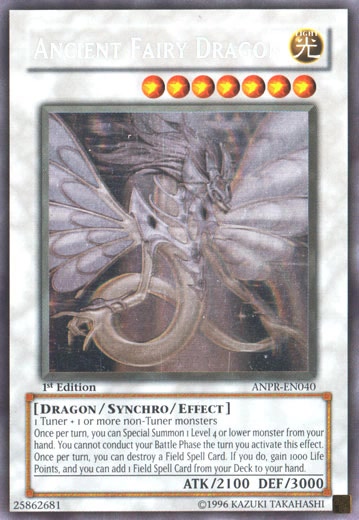 ANCIENT FAIRY DRAGON
LIGHT
光
1st Edition
ANPR-EN040
[DRAGON/SYNCHRO/EFFECT]
1 Tuner + 1 or more non-Tuner monsters
Once per turn, you can Special Summon 1 Level 4 or lower monster from your
hand. You cannot conduct your Battle Phase the turn you activate this effect.
Once per turn, you can destroy a Field Spell Card. If you do, gain 1000 Life
Points, and you can add 1 Field Spell Card from your Deck to your hand.
ATK/2100 DEF/3000
25862681
©1996 KAZUKI TAKAHASHI